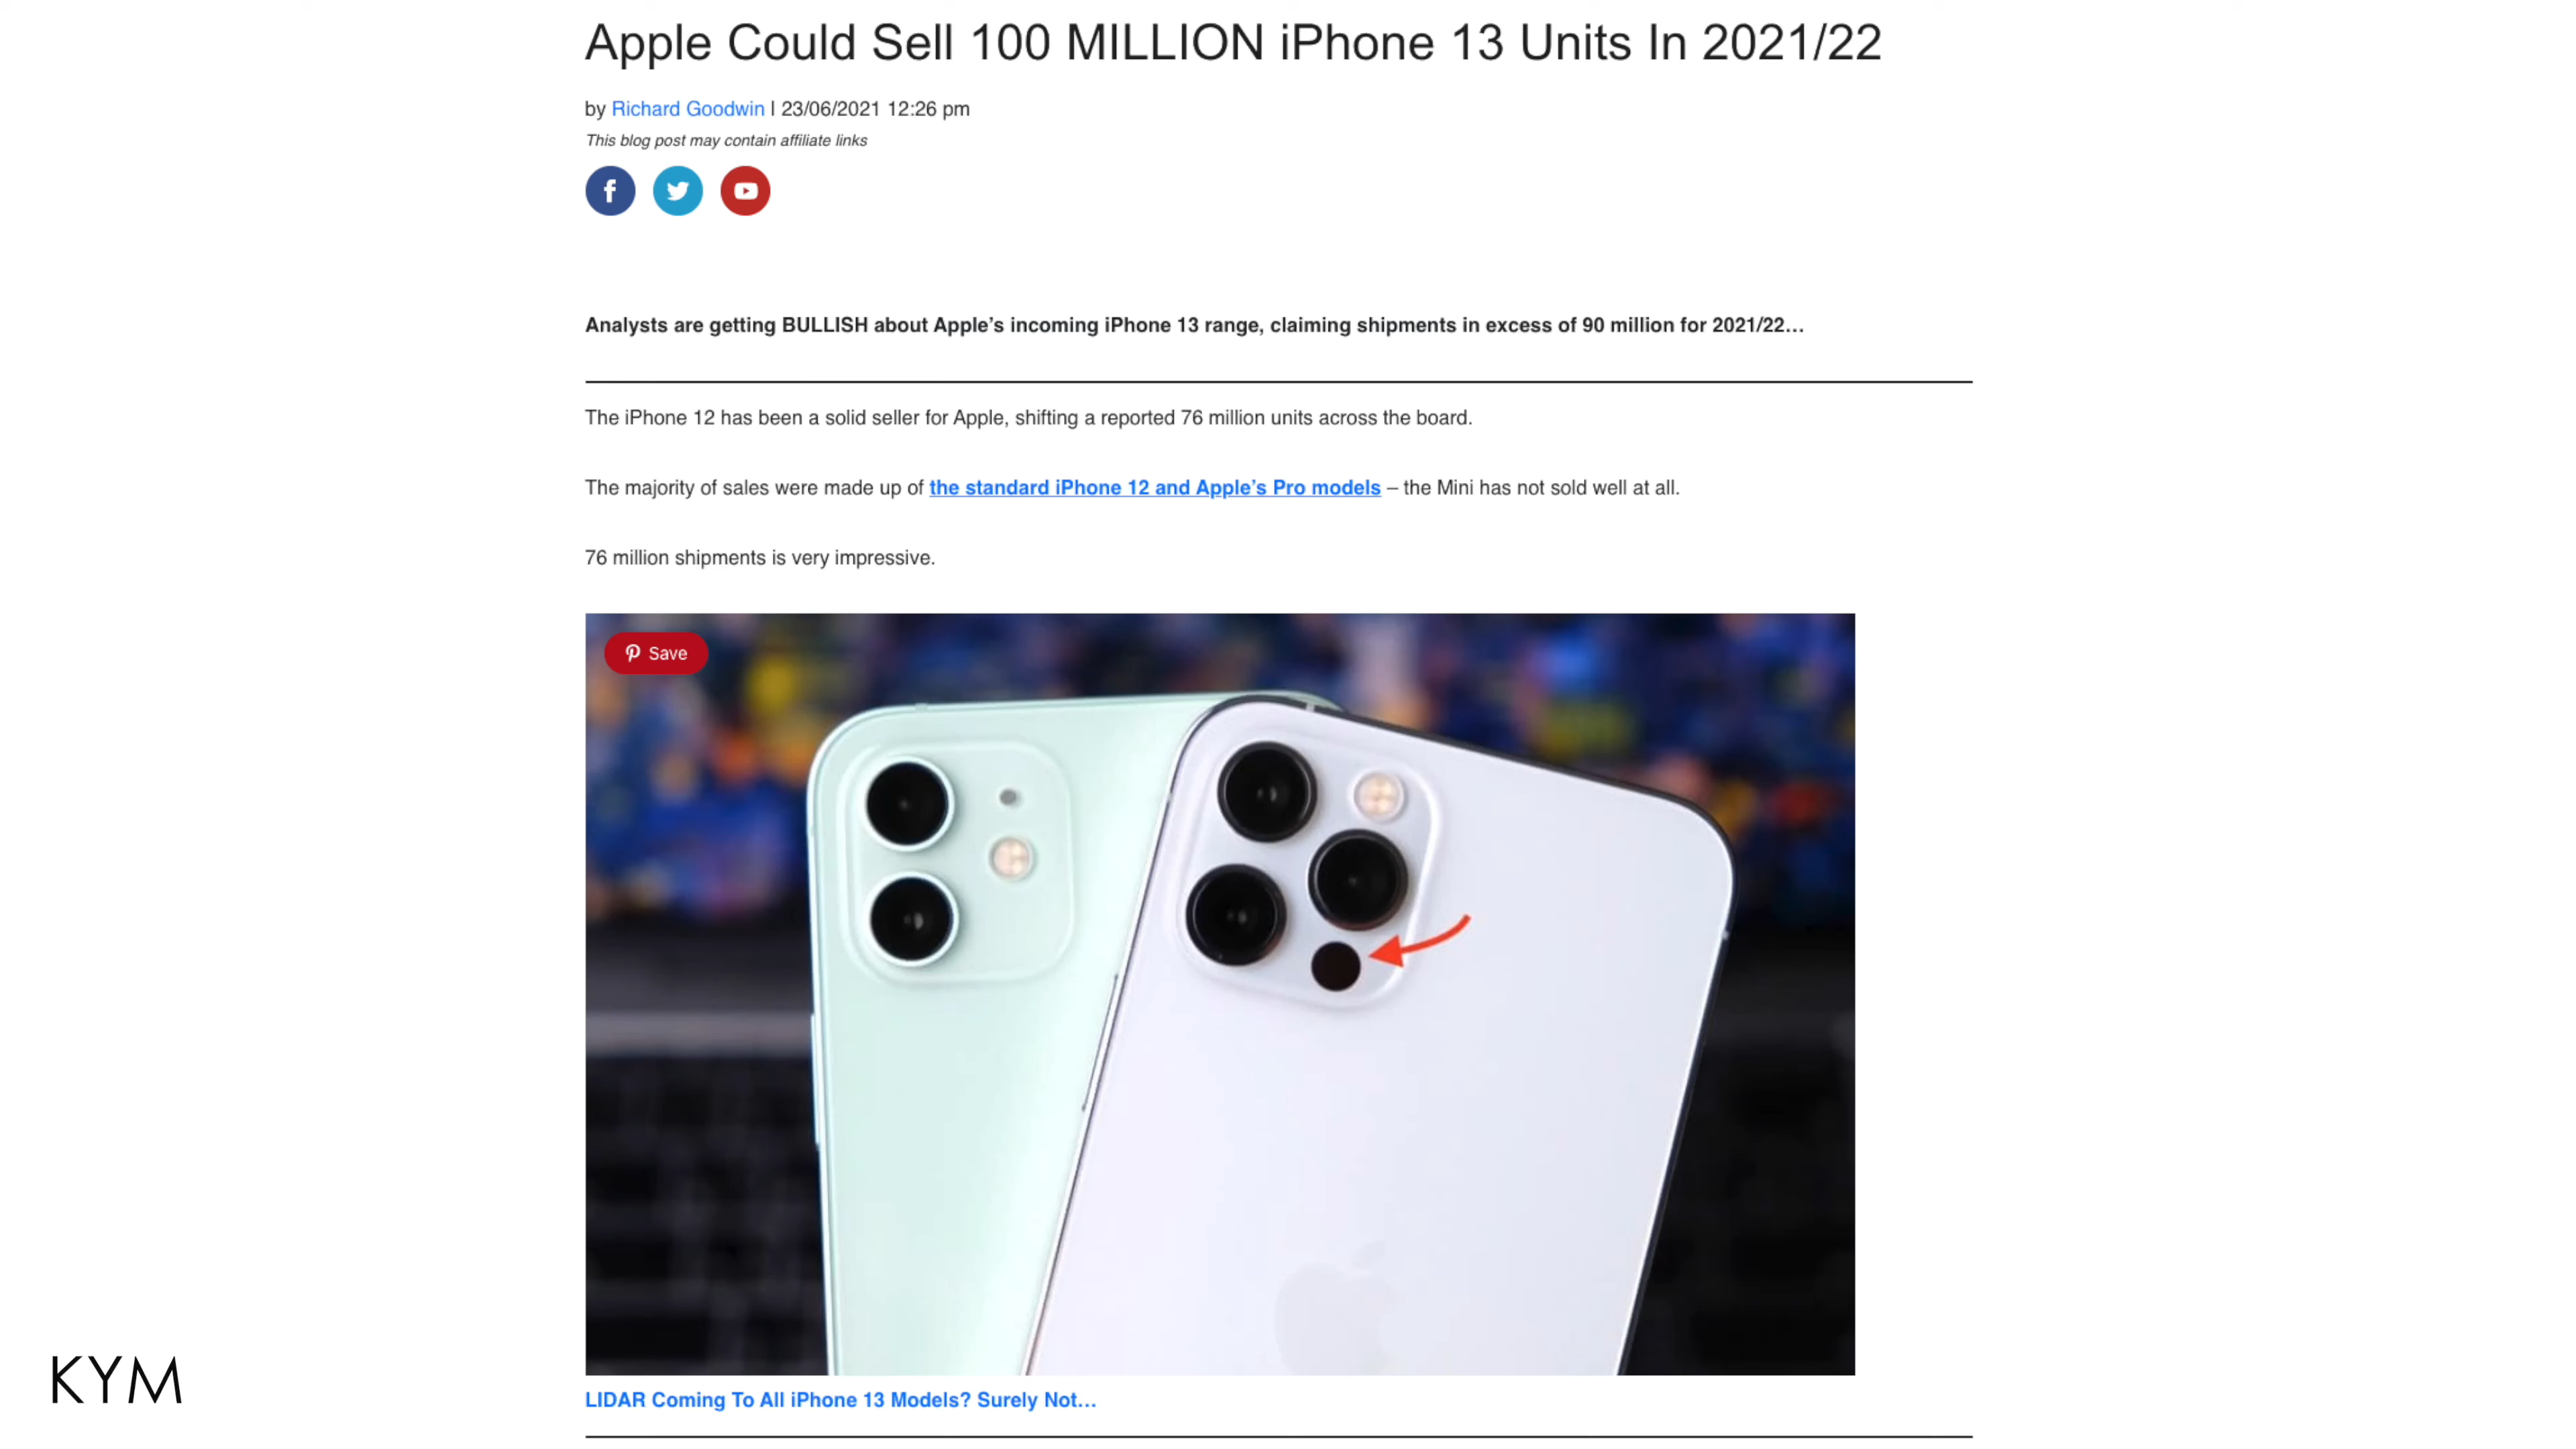 Apple Could Sell 100 MILLION iPhone 13 Units In 2021/22
by Richard Goodwin | 23/06/2021 12:26 pm
This blog post may contain affiliate links
f
Analysts are getting BULLISH about Apple’s incoming iPhone 13 range, claiming shipments in excess of 90 million for 2021/22…
The iPhone 12 has been a solid seller for Apple, shifting a reported 76 million units across the board.
The majority of sales were made up of the standard iPhone 12 and Apple’s Pro models – the Mini has not sold well at all.
76 million shipments is very impressive.
Save
LIDAR Coming To All iPhone 13 Models? Surely Not…
KYM